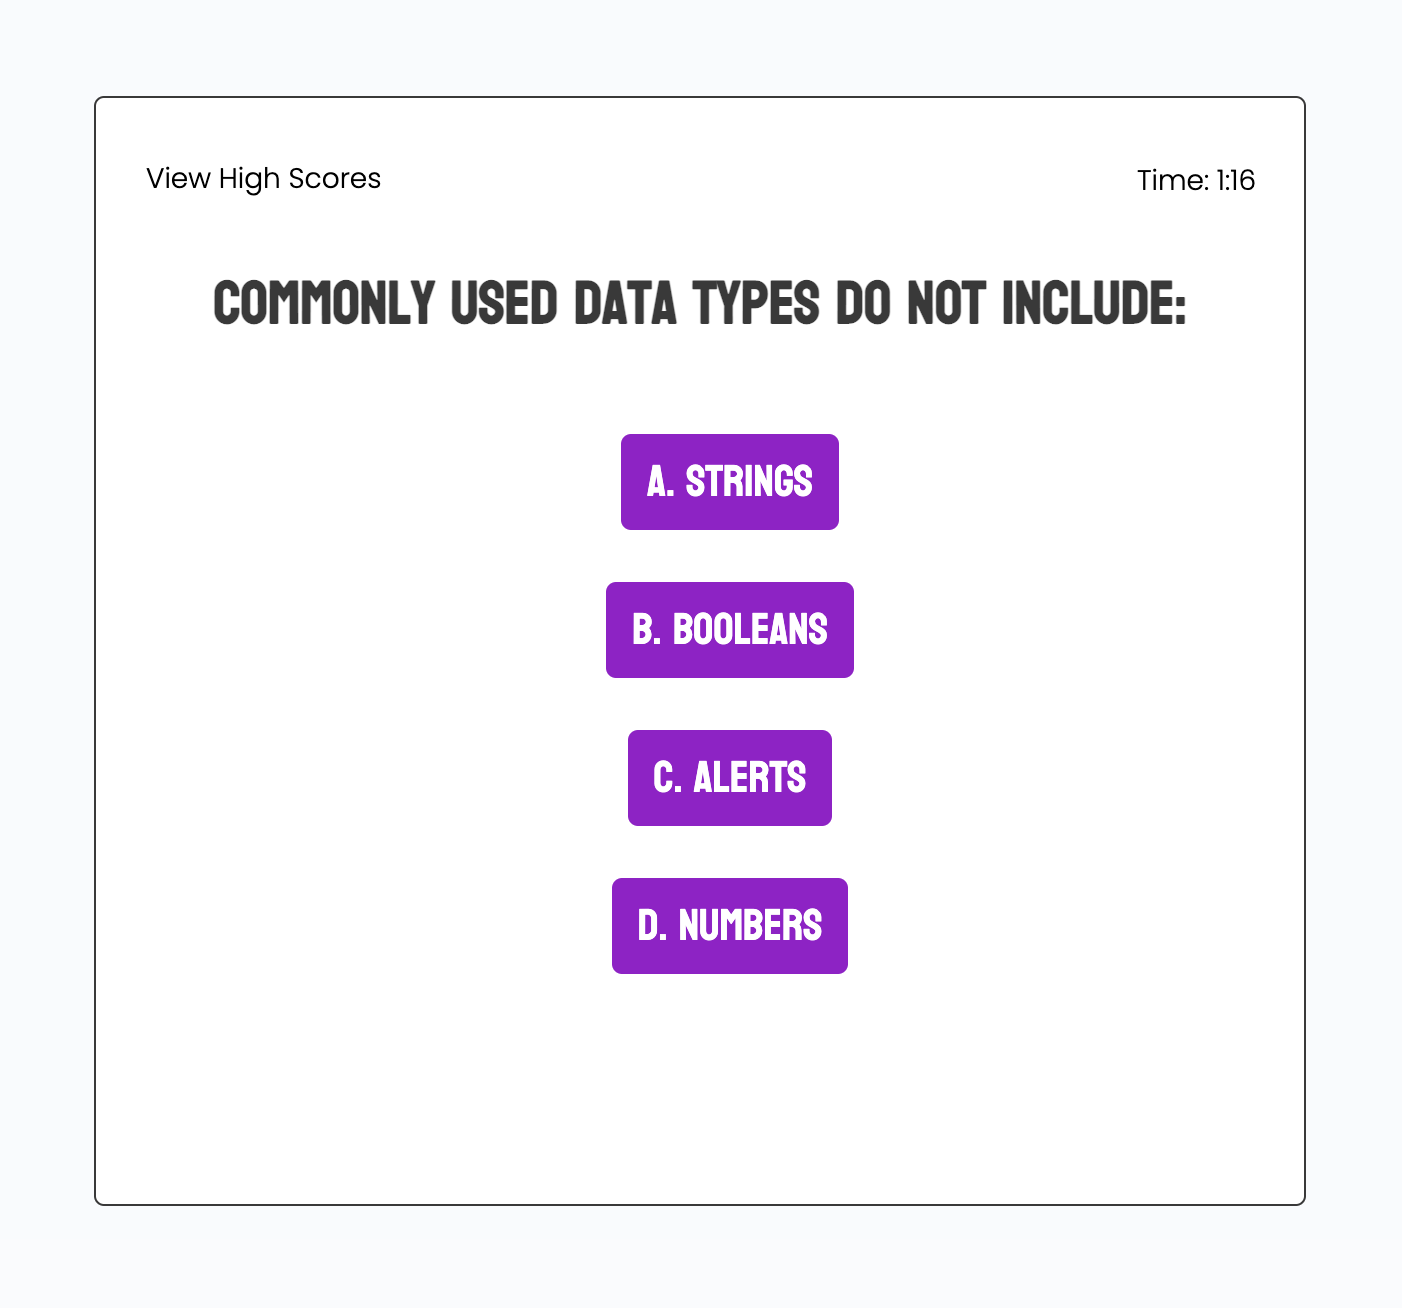 View High Scores
Time: 1:16
COMMONLY USED DATA TYPES DO NOT INCLUDE:
A. STRINGS
B. BOOLEANS
C. ALERTS
D. NUMBERS